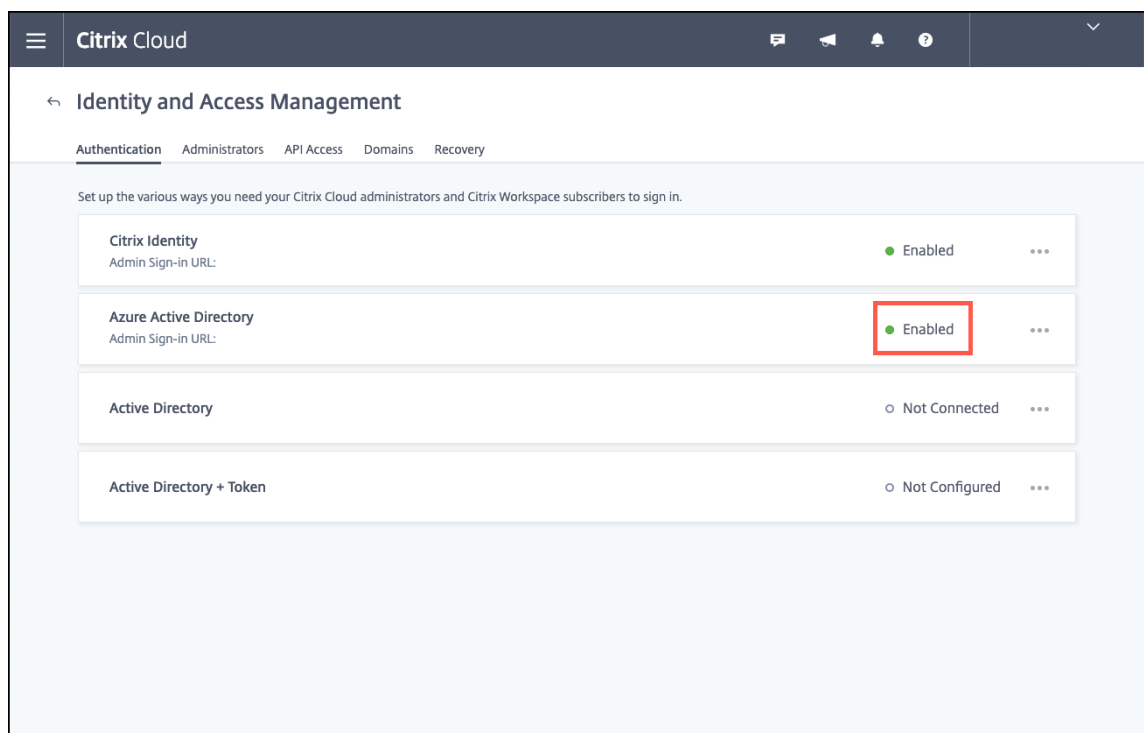 Citrix Cloud
?
Identity and Access Management
Authentication Administrators API Access Domains Recovery
Set up the various ways you need your Citrix Cloud administrators and Citrix Workspace subscribers to sign in.
Citrix Identity
Admin Sign-in URL:
Enabled
Azure Active Directory
Admin Sign-in URL:
Enabled
Active Directory
Not Connected
Active Directory + Token
Not Configured